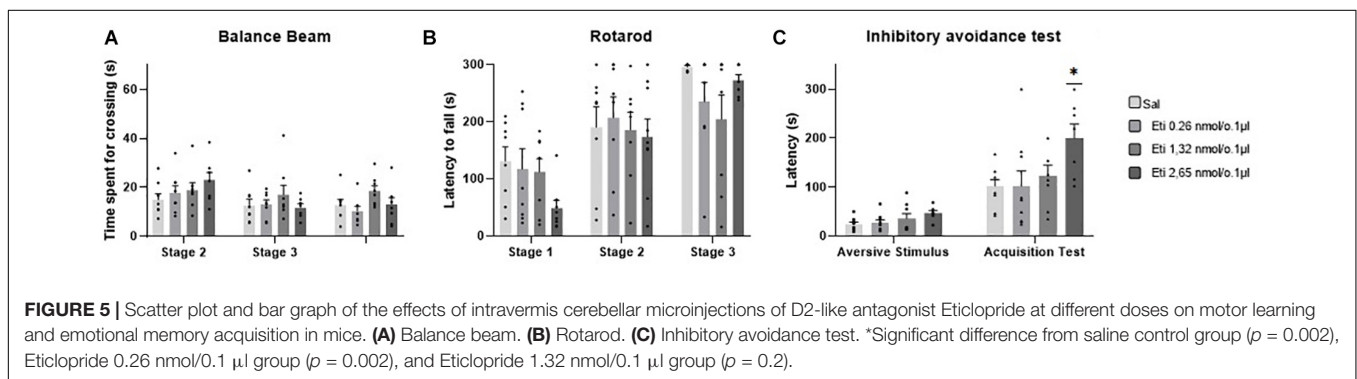 A Balance Beam
B Rotarod
C Inhibitory avoidance test
Time spent for crossing (s)
60
40
20
0
Stage 2 Stage 3
Latency to fall (s)
300
200
100
0
Stage 1 Stage 2 Stage 3
Latency (s)
300
200
100
0
*
Aversive Stimulus Acquisition Test
Sal
Eti 0.26 nmol/o.1µl
Eti 1,32 nmol/o.1µl
Eti 2,65 nmol/o.1µl
FIGURE 5 | Scatter plot and bar graph of the effects of intravermis cerebellar microinjections of D2-like antagonist Eticlopride at different doses on motor learning
and emotional memory acquisition in mice. (A) Balance beam. (B) Rotarod. (C) Inhibitory avoidance test. *Significant difference from saline control group (p = 0.002),
Eticlopride 0.26 nmol/0.1 µl group (p = 0.002), and Eticlopride 1.32 nmol/0.1 µl group (p = 0.2).